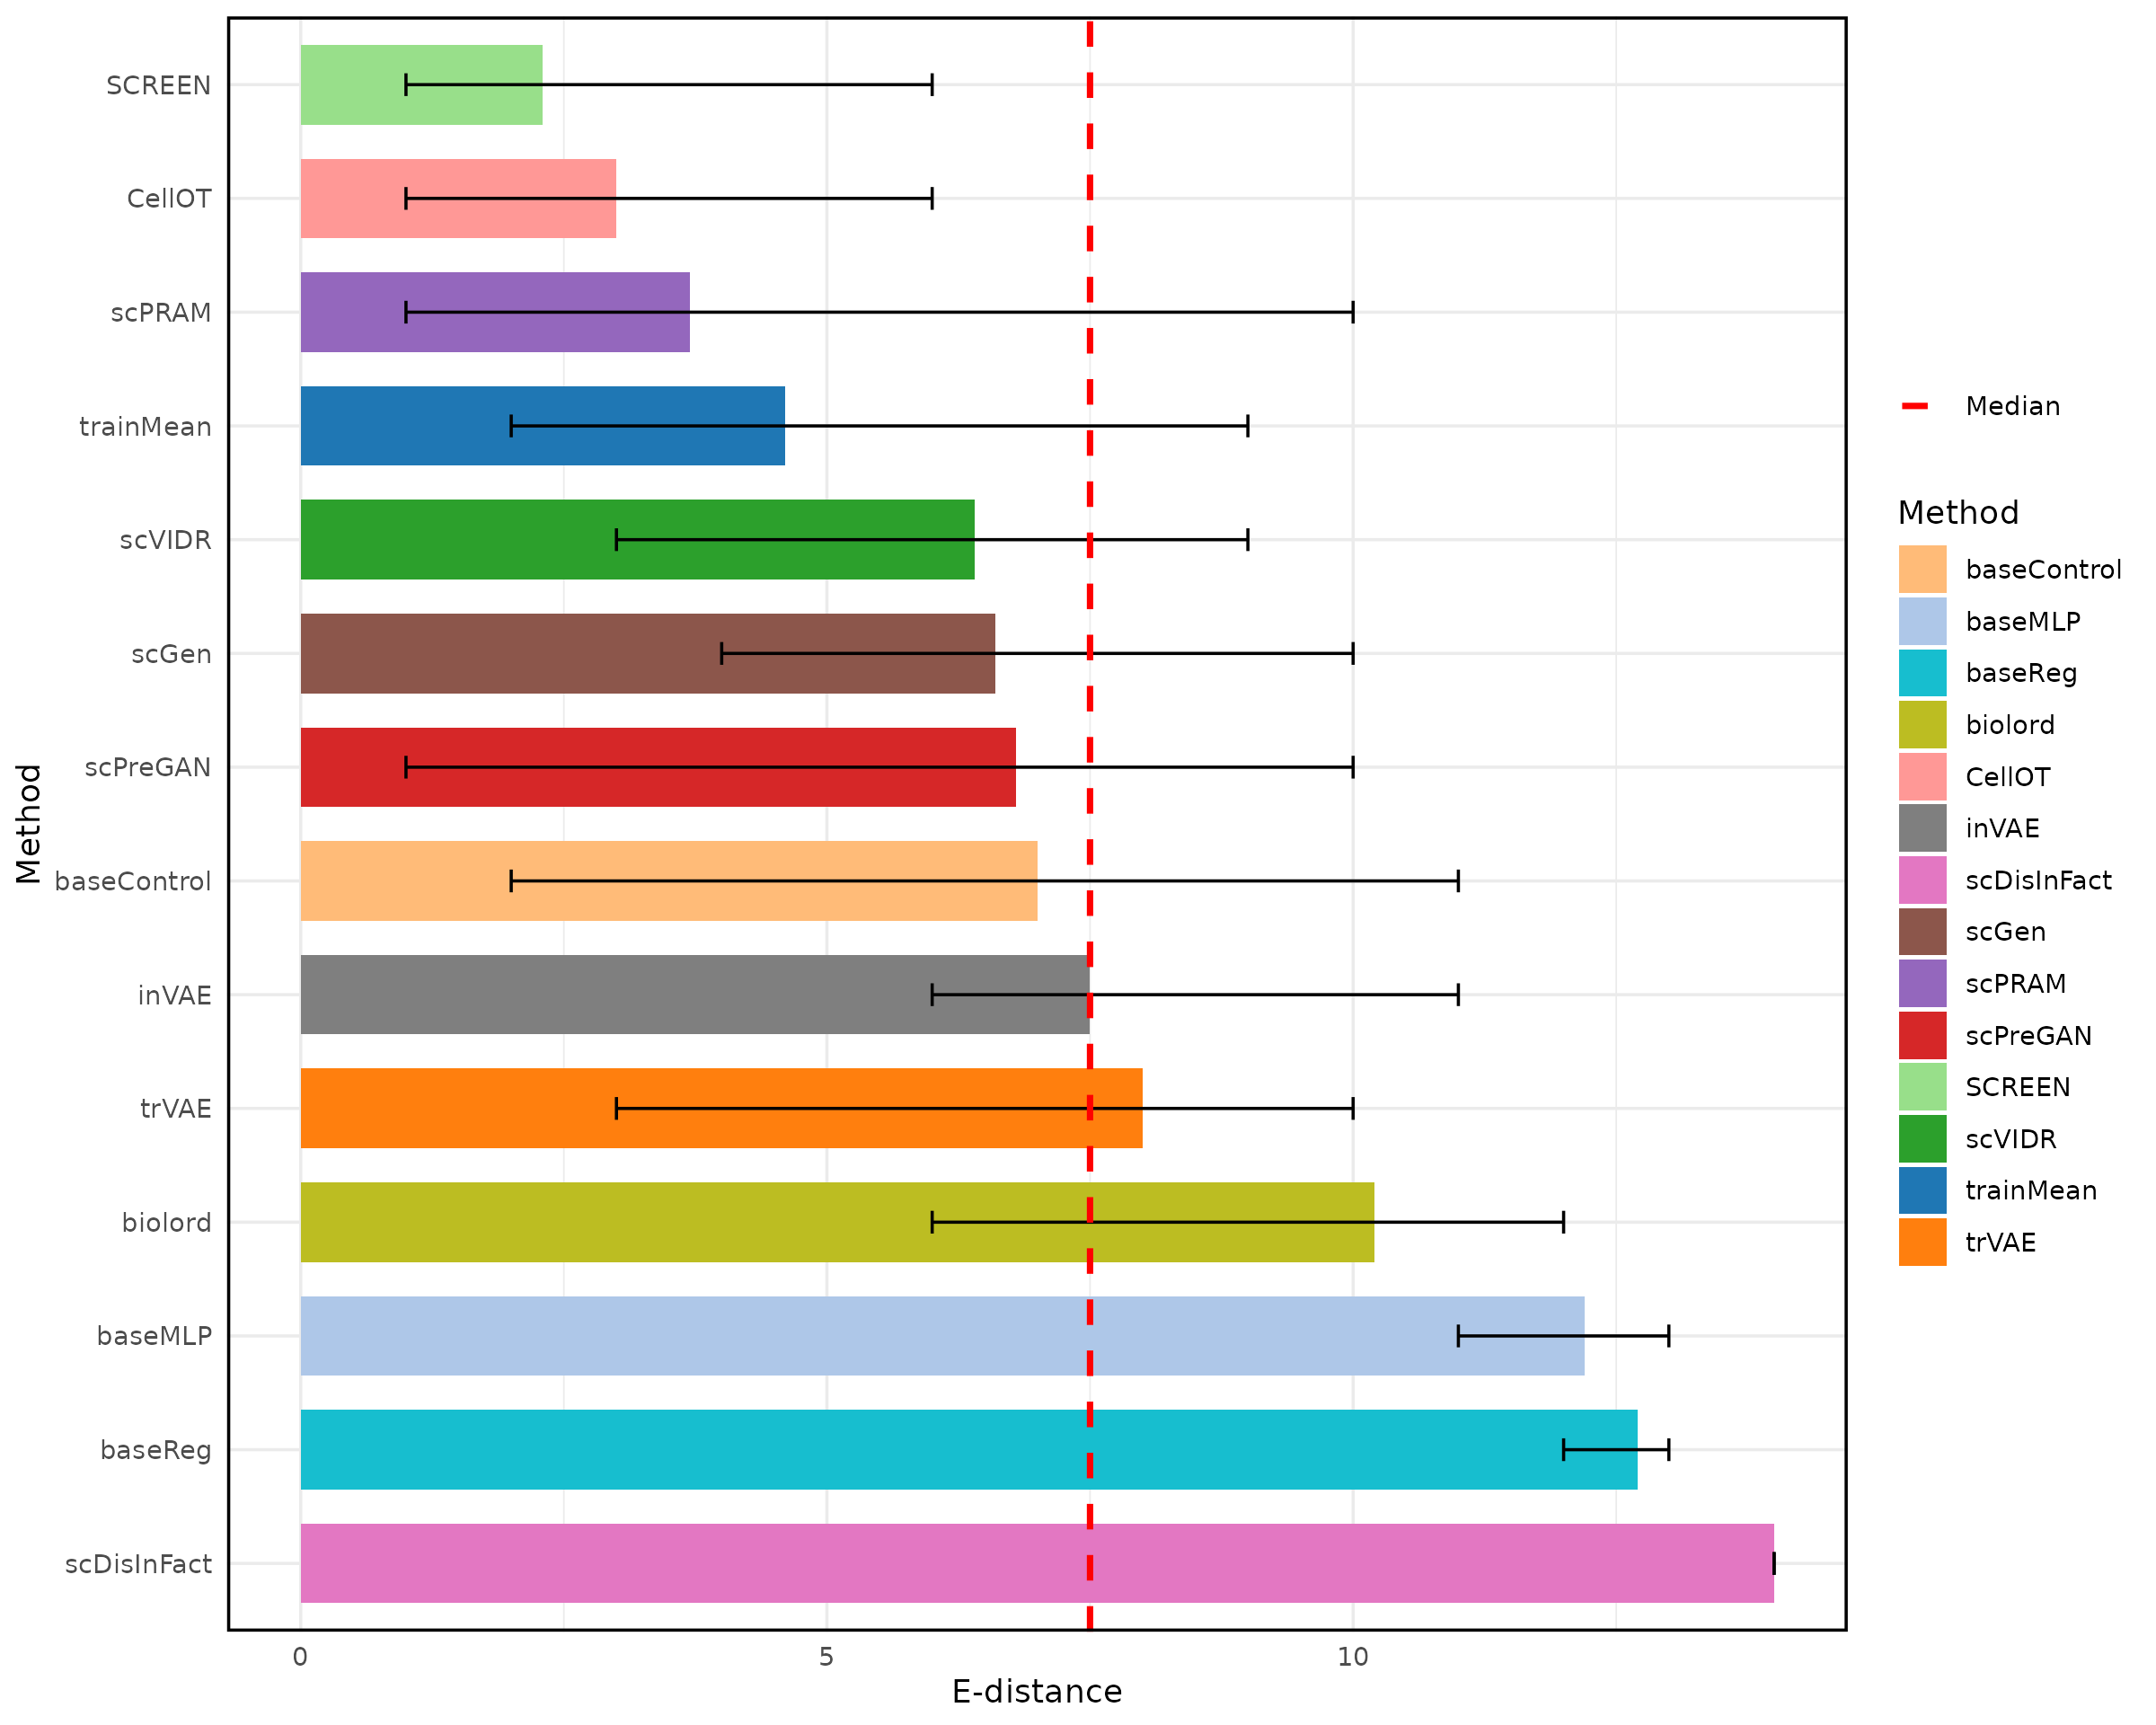 SCREEN
CellOT
scPRAM
trainMean
scVIDR
scGen
scPreGAN
baseControl
inVAE
trVAE
biolord
baseMLP
baseReg
scDisInFact
Method
0 5 10
E-distance
Median
Method
baseControl
baseMLP
baseReg
biolord
CellOT
inVAE
scDisInFact
scGen
scPRAM
scPreGAN
SCREEN
scVIDR
trainMean
trVAE